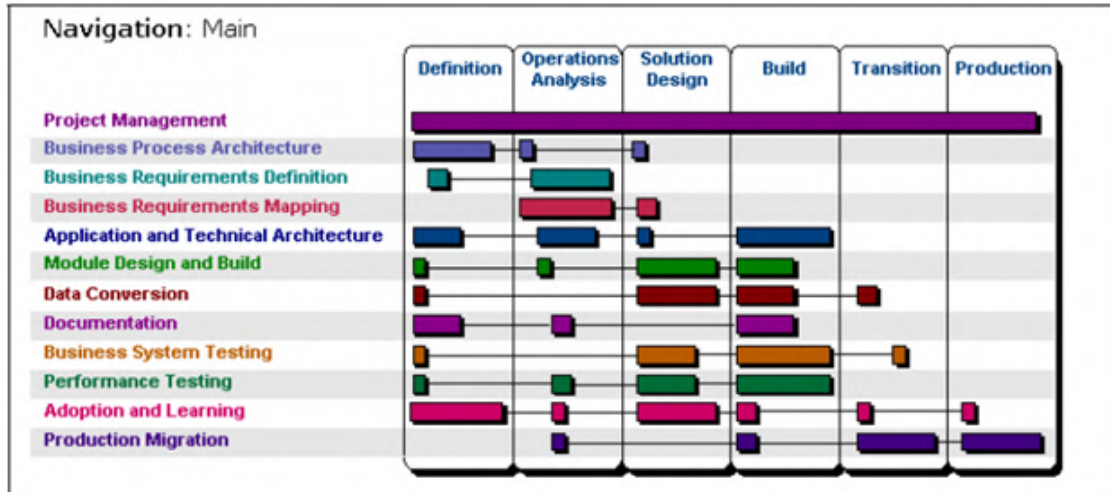 Navigation: Main
Definition
Operations
Analysis
Solution
Design
Build
Transition
Production
Project Management
Business Process Architecture
Business Requirements Definition
Business Requirements Mapping
Application and Technical Architecture
Module Design and Build
Data Conversion
Documentation
Business System Testing
Performance Testing
Adoption and Learning
Production Migration